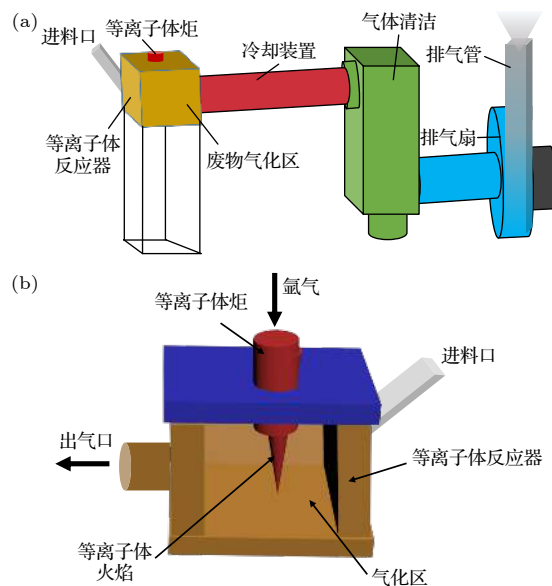 (a)
等离子体炬
进料口
冷却装置
气体清洁
排气管
等离子体
反应器
废物气化区
排气扇
(b)
等离子体炬
氩气
进料口
出气口
等离子体反应器
等离子体
火焰
气化区